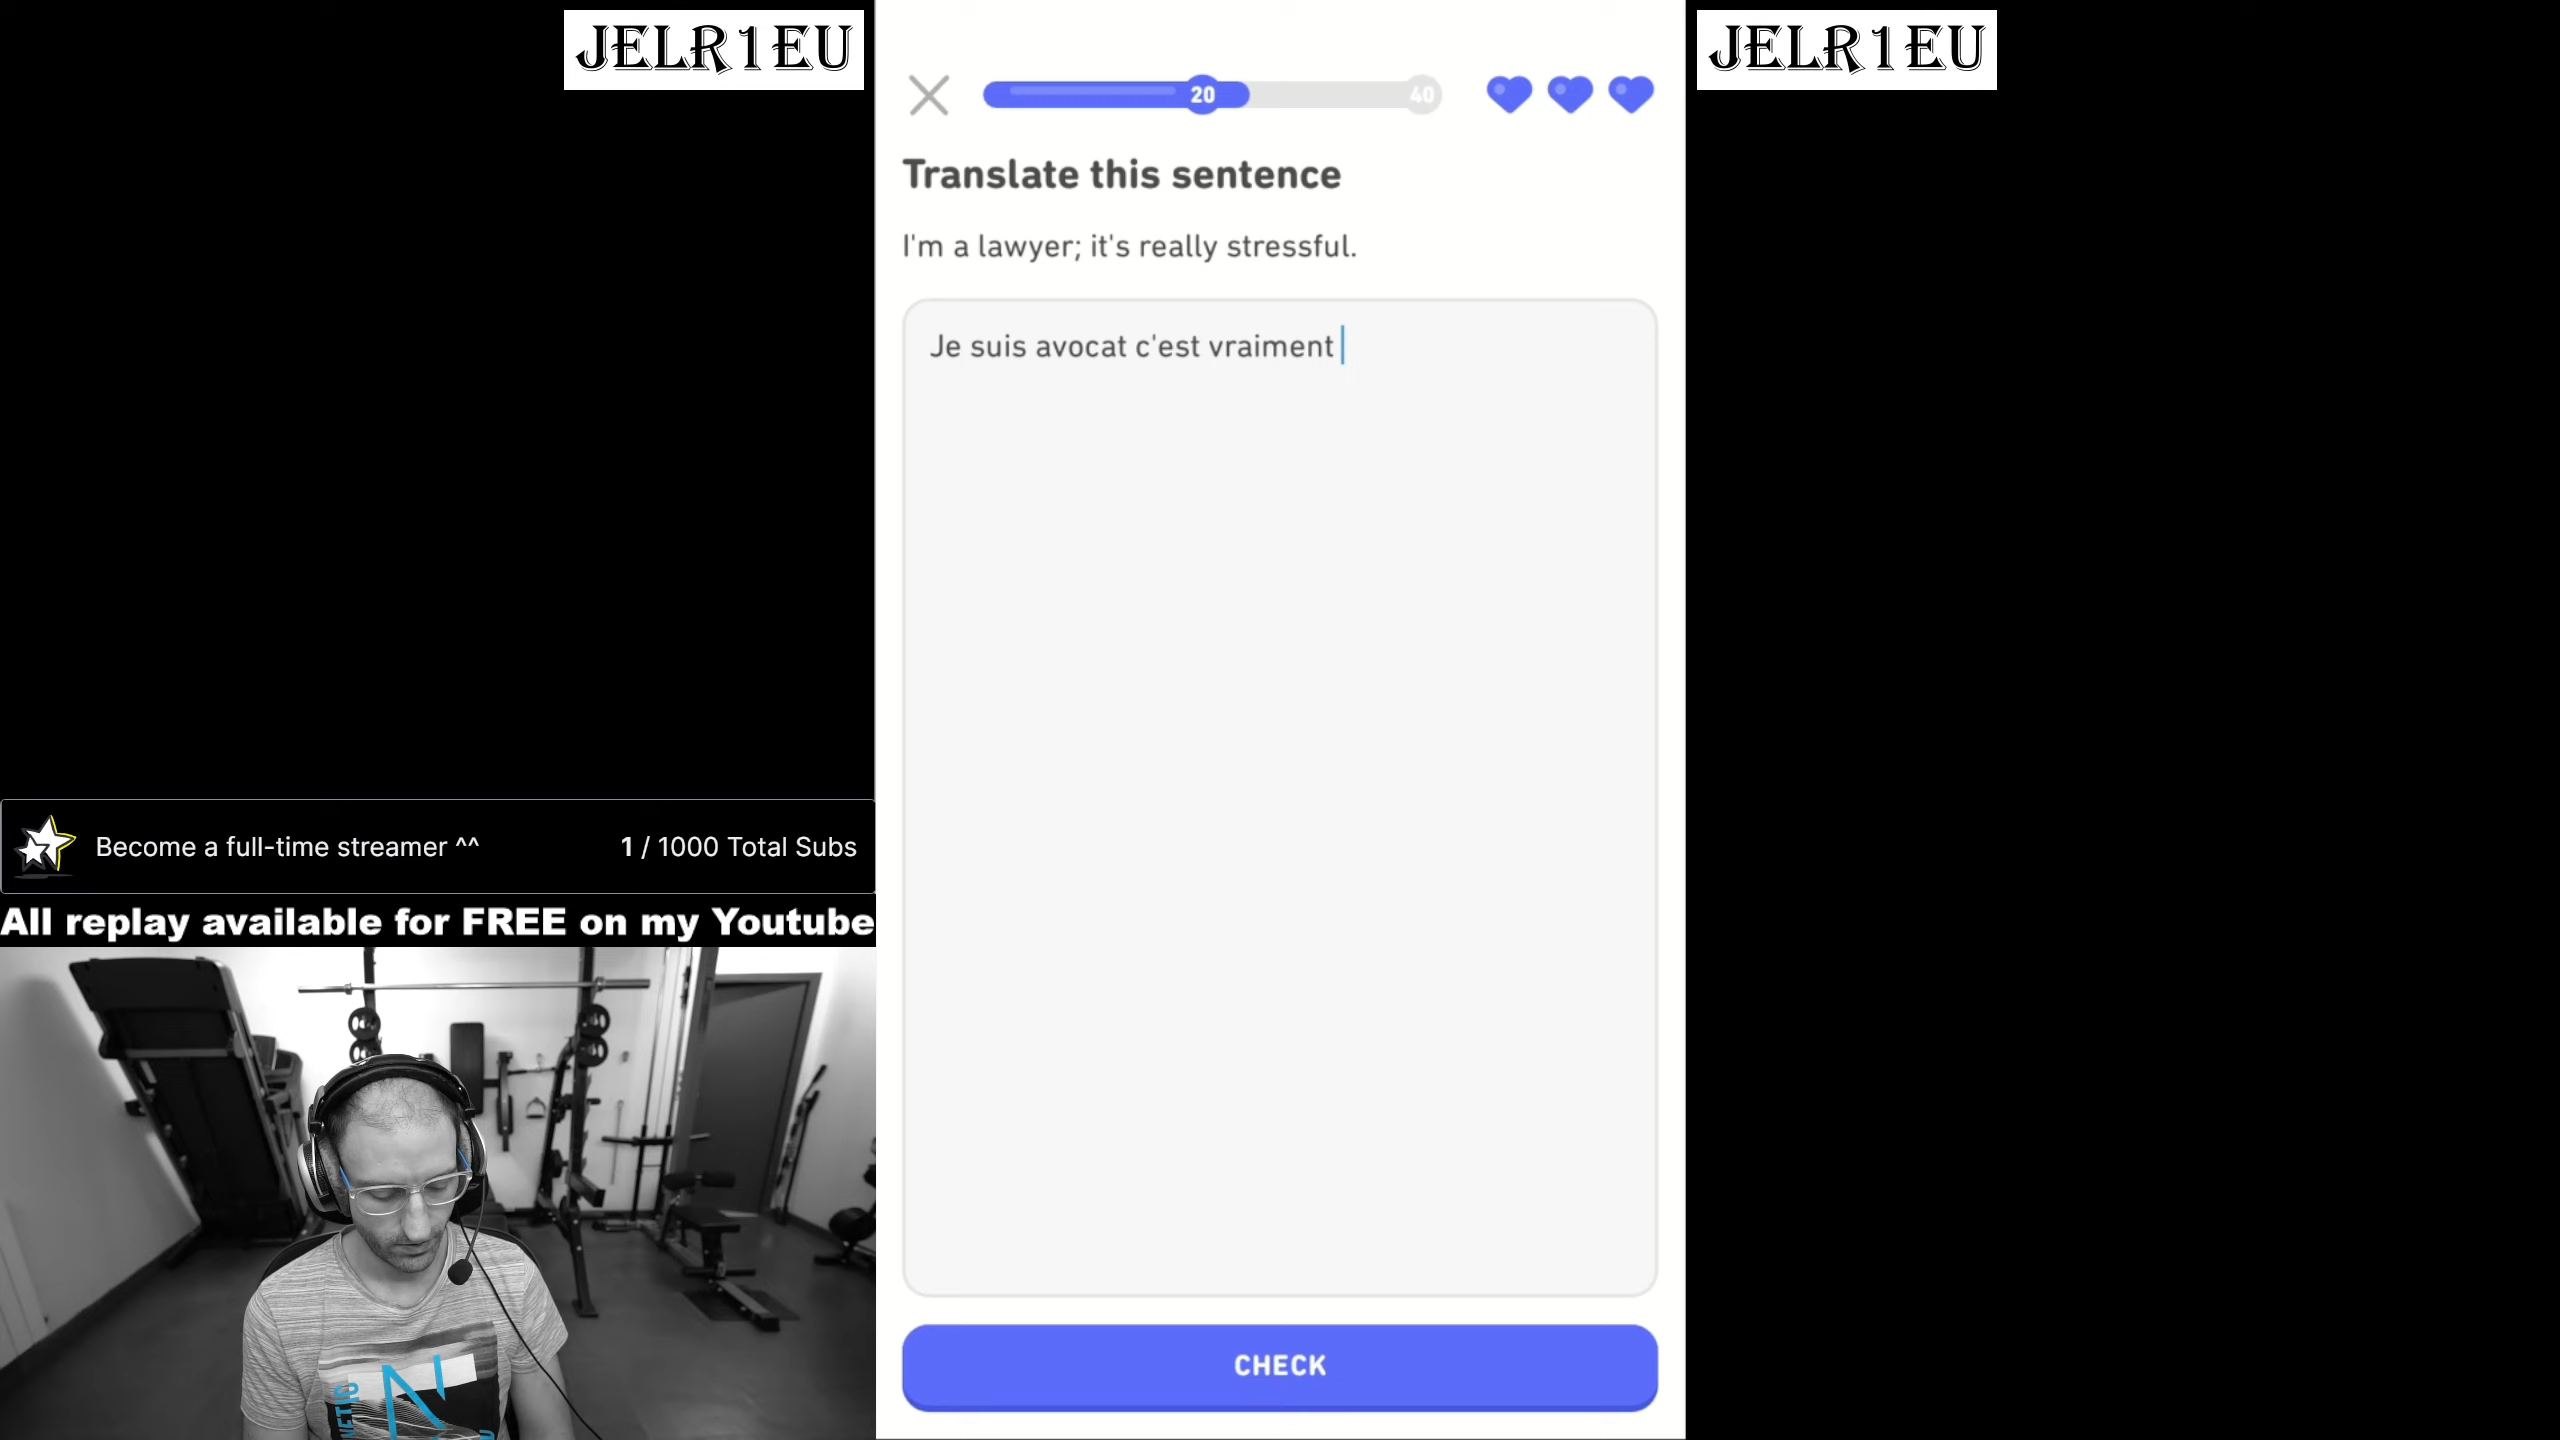 JELR1EU
JELR1EU
20
40
Translate this sentence
I'm a lawyer; it's really stressful.
Je suis avocat c'est vraiment
CHECK
Become a full-time streamer ^^
1 / 1000 Total Subs
All replay available for FREE on my Youtube
N